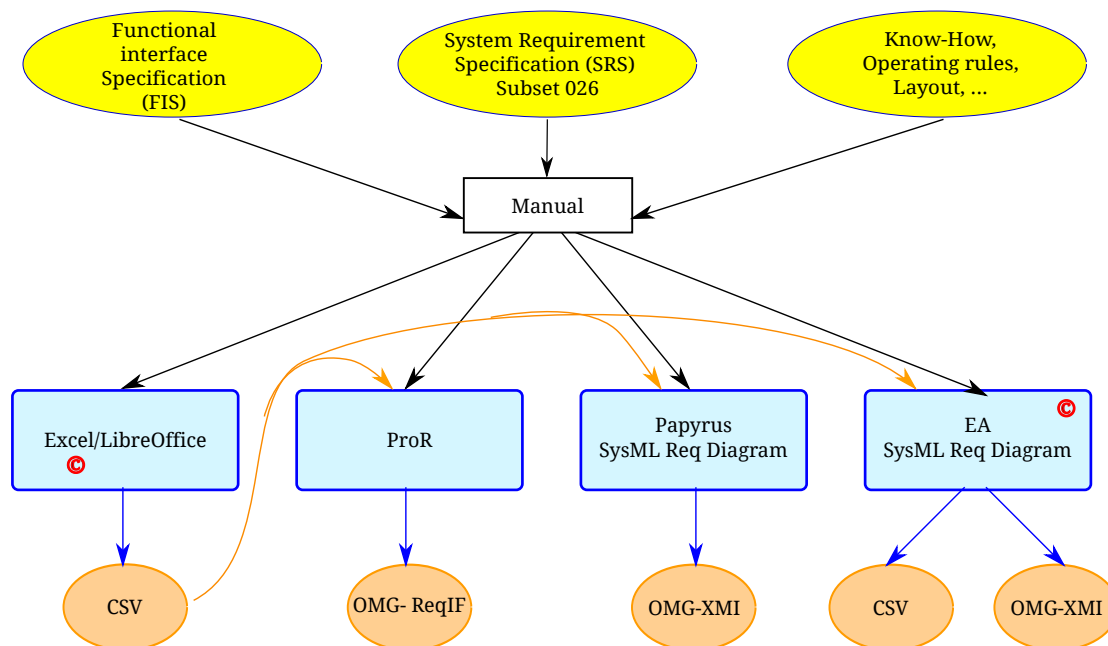 Functional
interface
Specification
(FIS)
System Requirement
Specification (SRS)
Subset 026
Know-How,
Operating rules,
Layout, ...
Manual
Excel/LibreOffice
©
ProR
Papyrus
SysML Req Diagram
©
EA
SysML Req Diagram
CSV
OMG- ReqIF
OMG-XMI
CSV
OMG-XMI